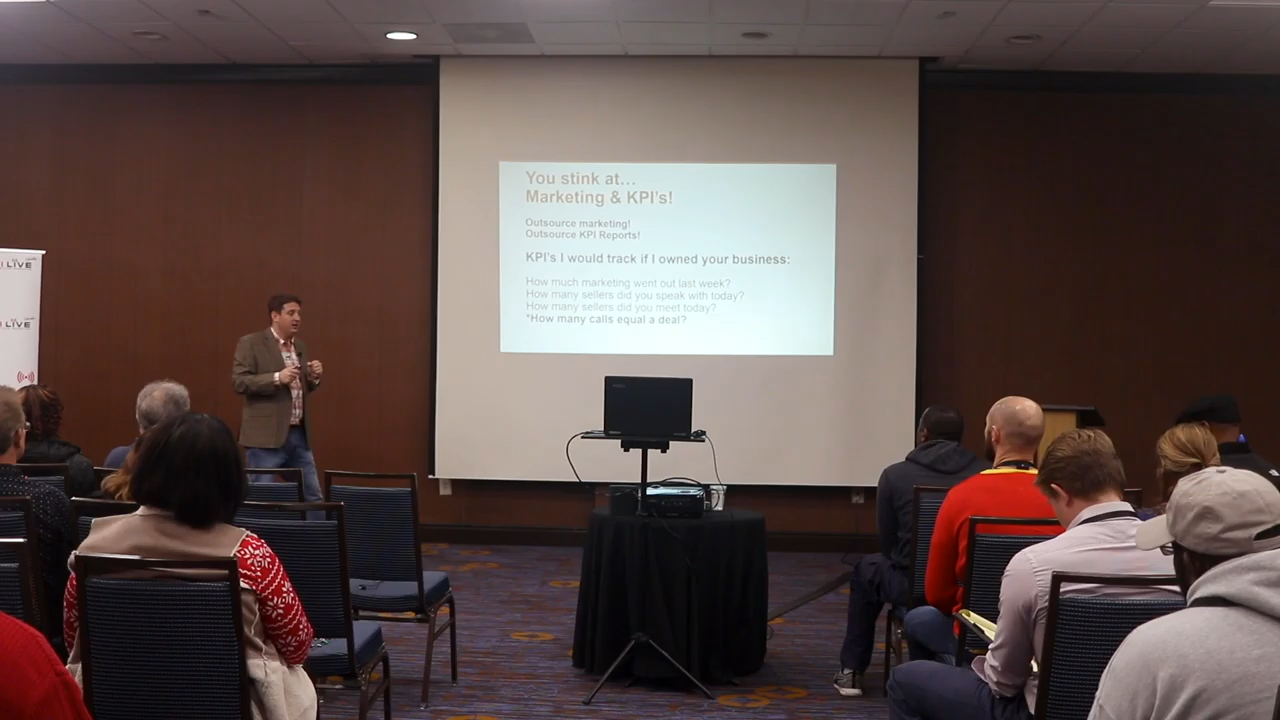 You stink at…
Marketing & KPI's!
Outsource marketing!
Outsource KPI Reports!
KPI's I would track if I owned your business:
How much marketing went out last week?
How many sellers did you speak with today?
How many sellers did you meet today?
*How many calls equal a deal?
LIVE
LIVE